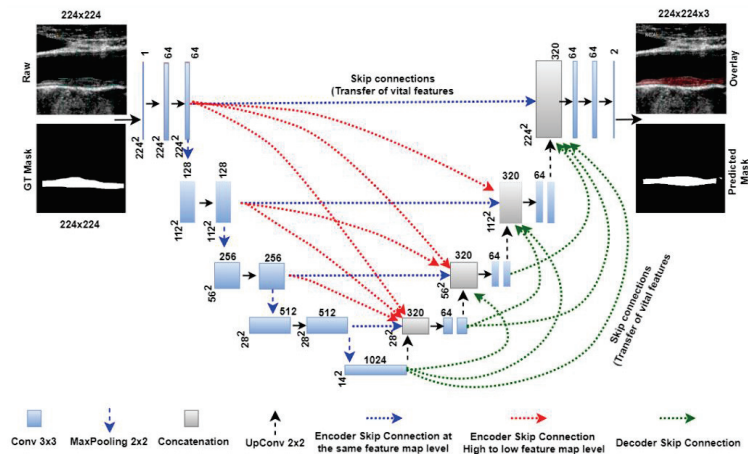 224x224
224x224x3
Raw
GT Mask
224x224
1
64
64
224²
224²
224²
128
128
112²
112²
256
256
56²
512
512
28²
28²
1024
14²
Skip connections
(Transfer of vital features
320
64
64
2
224²
320
64
112²
320
64
56²
320
64
28²
Skip connections
(Transfer of vital features
Overlay
Predicted
Mask
Conv 3x3
MaxPooling 2x2
Concatenation
UpConv 2x2
Encoder Skip Connection at
the same feature map level
Encoder Skip Connection
High to low feature map level
Decoder Skip Connection